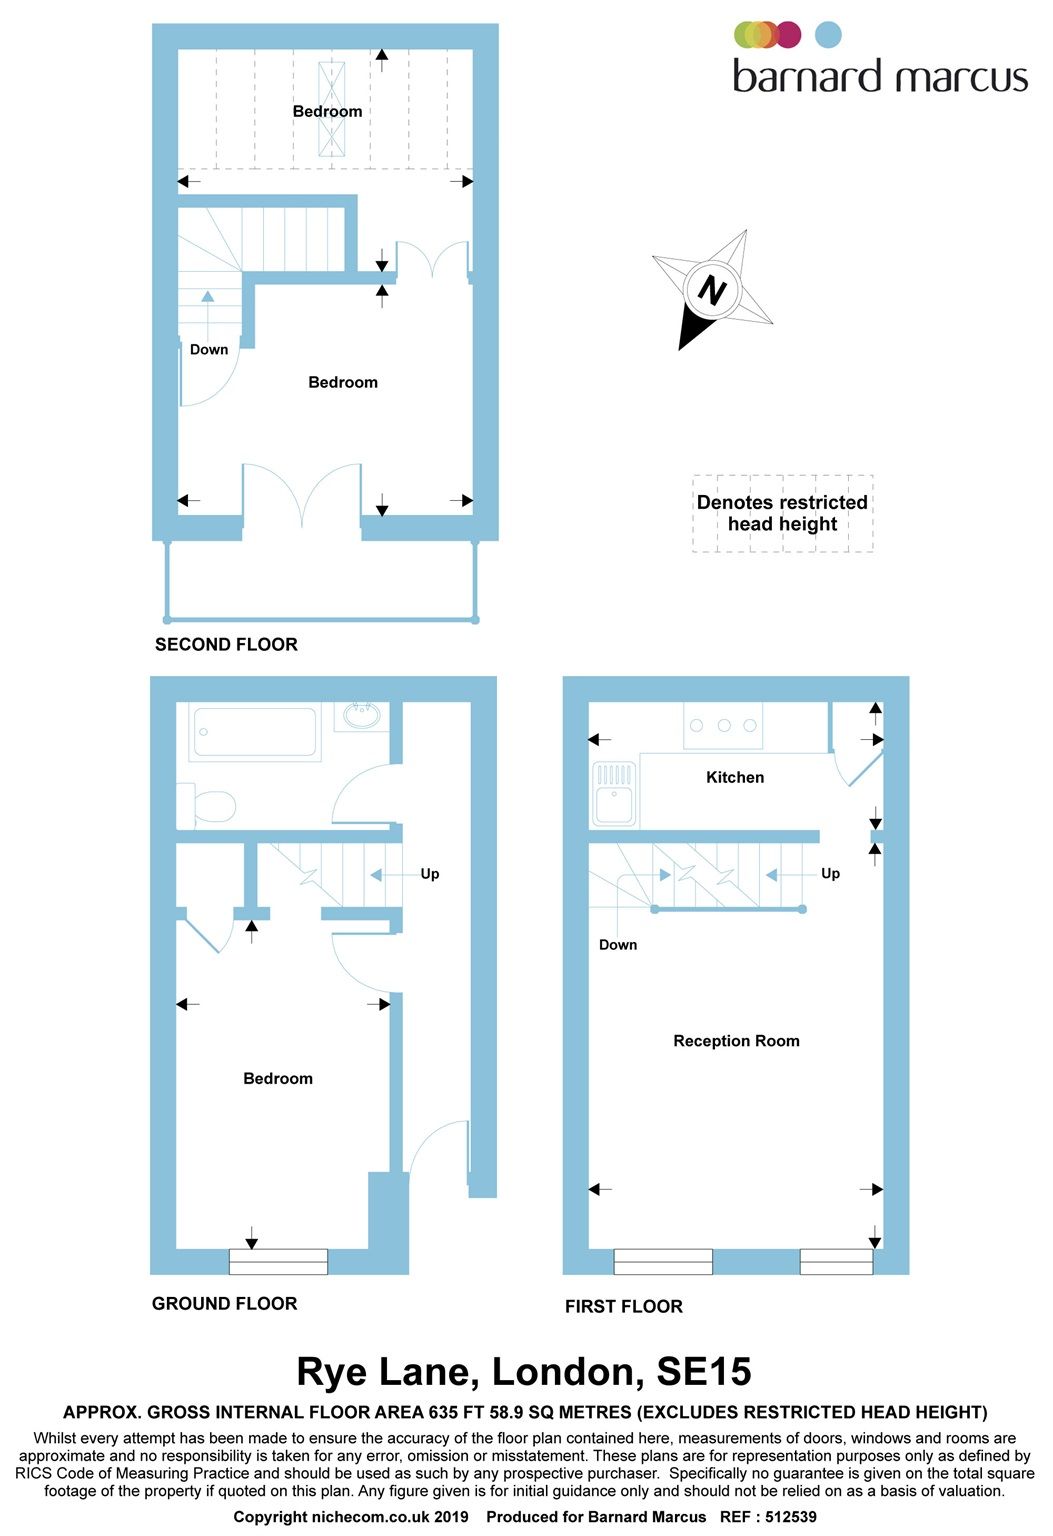 barnard marcus
Bedroom
N
Down
Bedroom
Denotes restricted
head height
SECOND FLOOR
Kitchen
Up
Up
Down
Reception Room
Bedroom
GROUND FLOOR
FIRST FLOOR
Rye Lane, London, SE15
APPROX. GROSS INTERNAL FLOOR AREA 635 FT 58.9 SQ METRES (EXCLUDES RESTRICTED HEAD HEIGHT)
Whilst every attempt has been made to ensure the accuracy of the floor plan contained here, measurements of doors, windows and rooms are
approximate and no responsibility is taken for any error, omission or misstatement. These plans are for representation purposes only as defined by
RICS Code of Measuring Practice and should be used as such by any prospective purchaser. Specifically no guarantee is given on the total square
footage of the property if quoted on this plan. Any figure given is for initial guidance only and should not be relied on as a basis of valuation.
Copyright nichecom.co.uk 2019 Produced for Barnard Marcus REF : 512539